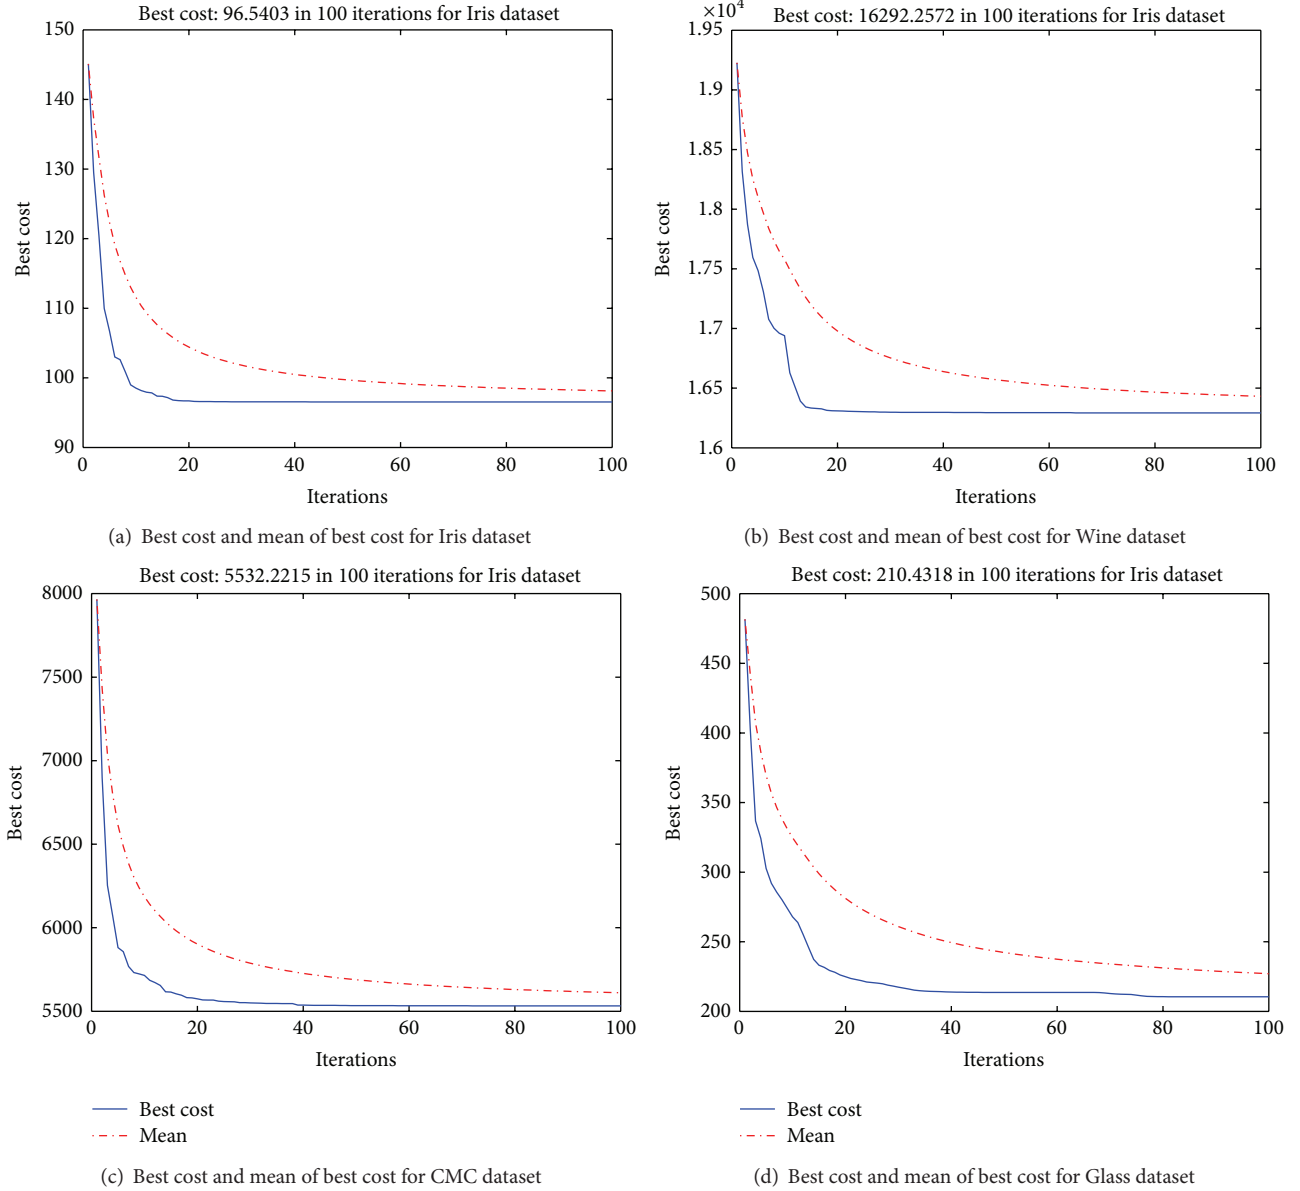 Best cost: 96.5403 in 100 iterations for Iris dataset
150
140
130
120
110
100
90
0 20 40 60 80 100
Best cost
Iterations
(a) Best cost and mean of best cost for Iris dataset
×10⁴
Best cost: 16292.2572 in 100 iterations for Iris dataset
1.95
1.9
1.85
1.8
1.75
1.7
1.65
1.6
0 20 40 60 80 100
Best cost
Iterations
(b) Best cost and mean of best cost for Wine dataset
Best cost: 5532.2215 in 100 iterations for Iris dataset
8000
7500
7000
6500
6000
5500
0 20 40 60 80 100
Best cost
Iterations
Best cost
Mean
(c) Best cost and mean of best cost for CMC dataset
Best cost: 210.4318 in 100 iterations for Iris dataset
500
450
400
350
300
250
200
0 20 40 60 80 100
Best cost
Iterations
Best cost
Mean
(d) Best cost and mean of best cost for Glass dataset